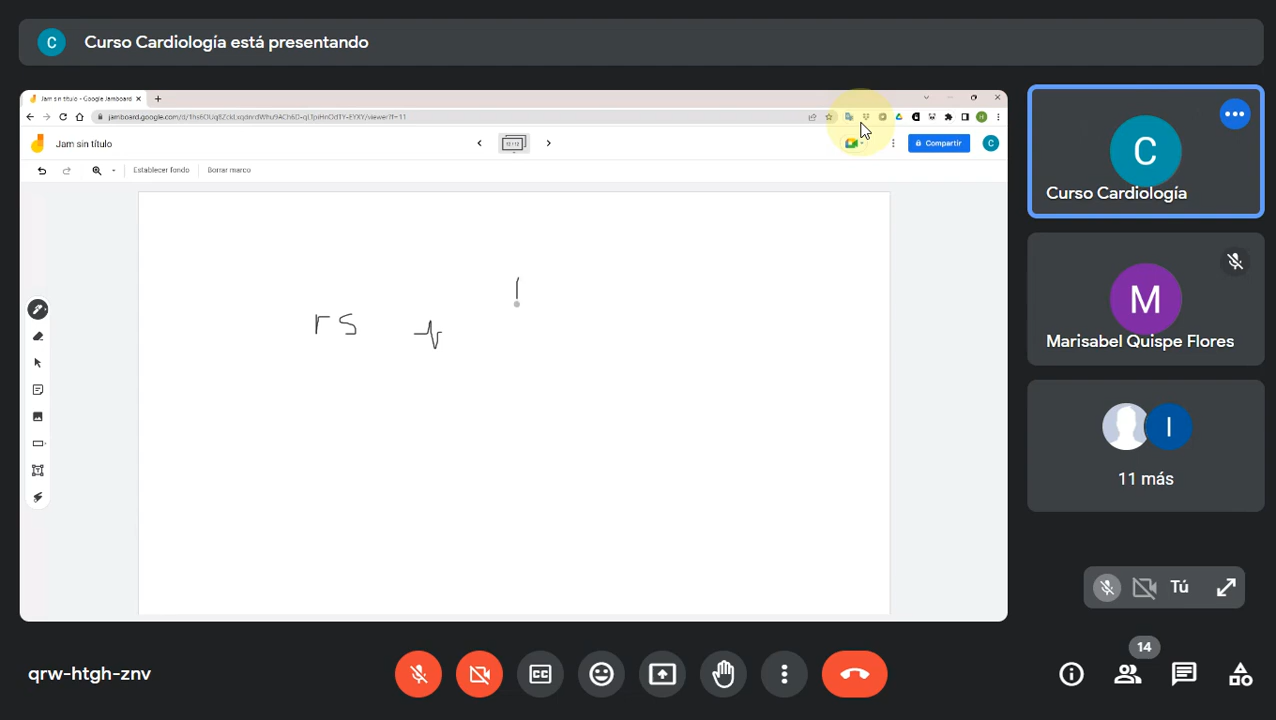 C Curso Cardiología está presentando
Jam sin título - Google Jamboard
Jam sin título
Compartir
C
Establecer fondo
Borrar marco
r s
C
Curso Cardiología
M
Marisabel Quispe Flores
I
11 más
Tú
qrw-htgh-znv
CC
14